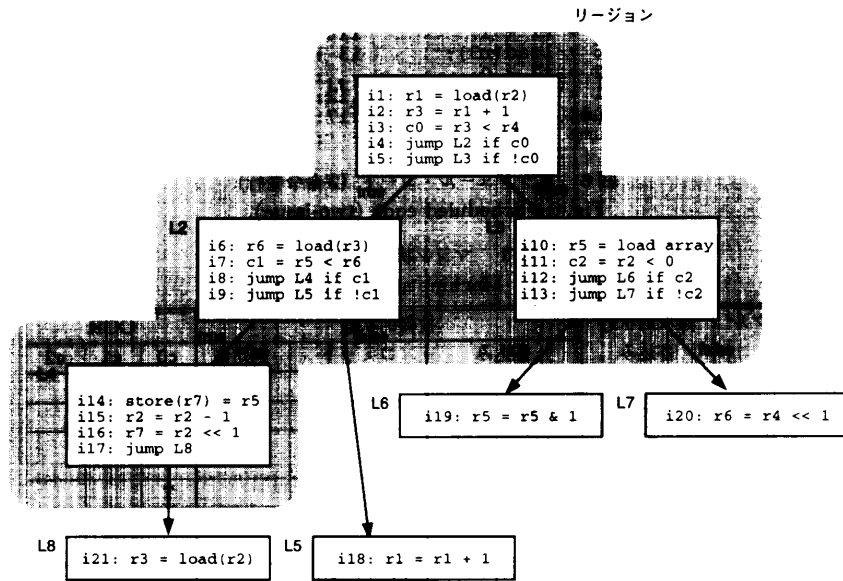 リージョン
i1: r1 = load(r2)
i2: r3 = r1 + 1
i3: c0 = r3 < r4
i4: jump L2 if c0
i5: jump L3 if !c0
L2
i6: r6 = load(r3)
i7: c1 = r5 < r6
i8: jump L4 if c1
i9: jump L5 if !c1
i10: r5 = load array
i11: c2 = r2 < 0
i12: jump L6 if c2
i13: jump L7 if !c2
i14: store(r7) = r5
i15: r2 = r2 - 1
i16: r7 = r2 << 1
i17: jump L8
L6
i19: r5 = r5 & 1
L7
i20: r6 = r4 << 1
L8
i21: r3 = load(r2)
L5
i18: r1 = r1 + 1